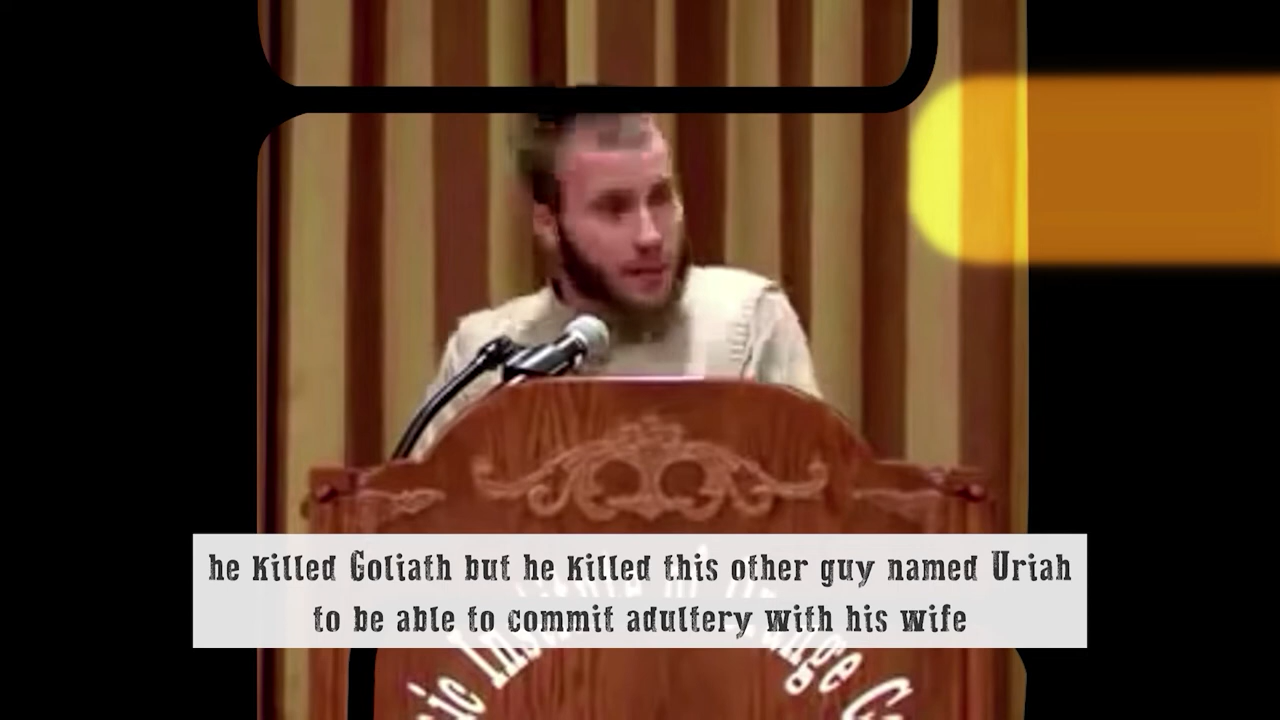 he killed Goliath but he killed this other guy named Uriah
to be able to commit adultery with his wife